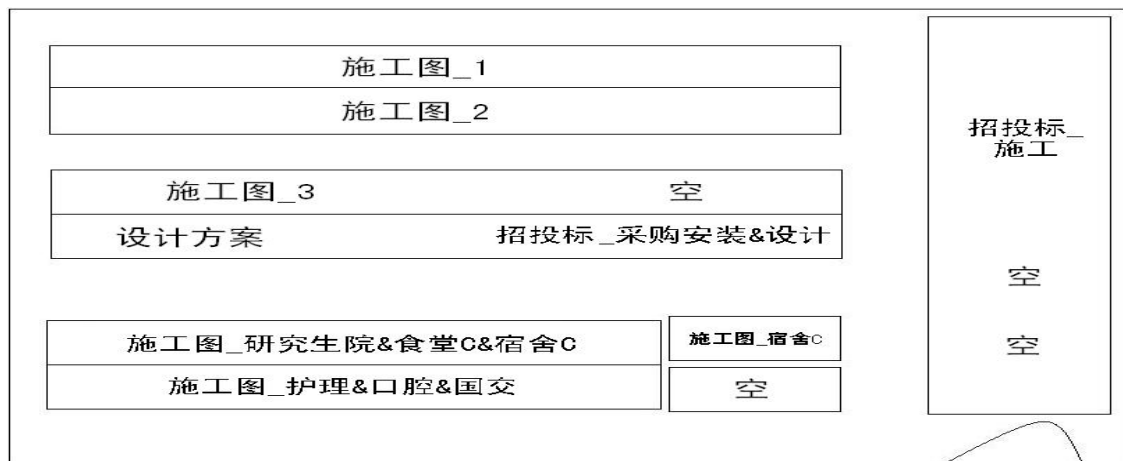 施工图_1
施工图_2
施工图_3
空
设计方案
招投标_采购安装&设计
施工图_研究生院&食堂C&宿舍C
施工图_宿舍C
施工图_护理&口腔&国交
空
招投标_
施工
空
空